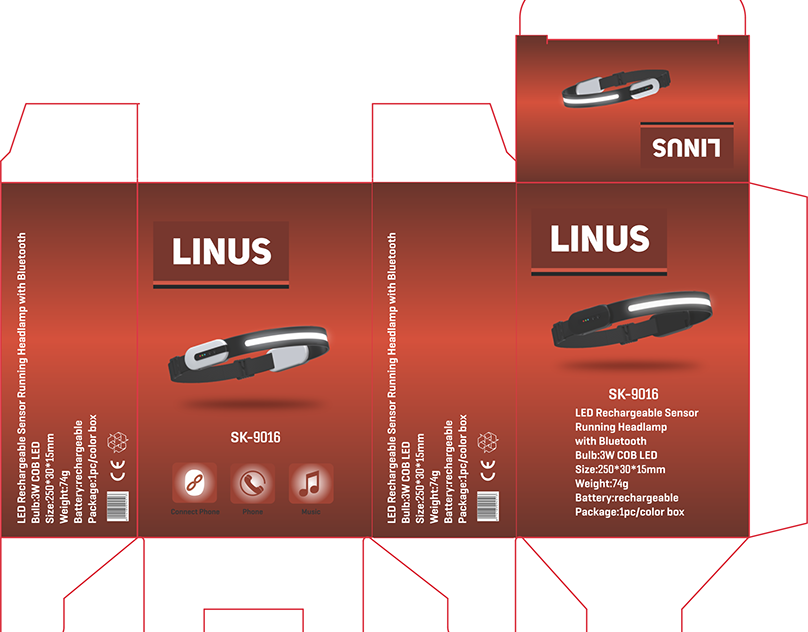 LINUS
LED Rechargeable Sensor Running Headlamp with Bluetooth
Bulb:3W COB LED
Size:250*30*15mm
Weight:74g
Battery:rechargeable
Package:1pc/color box
CE
LINUS
SK-9016
Connect Phone
Phone
Music
LED Rechargeable Sensor Running Headlamp with Bluetooth
Bulb:3W COB LED
Size:250*30*15mm
Weight:74g
Battery:rechargeable
Package:1pc/color box
CE
LINUS
SK-9016
LED Rechargeable Sensor
Running Headlamp
with Bluetooth
Bulb:3W COB LED
Size:250*30*15mm
Weight:74g
Battery:rechargeable
Package:1pc/color box